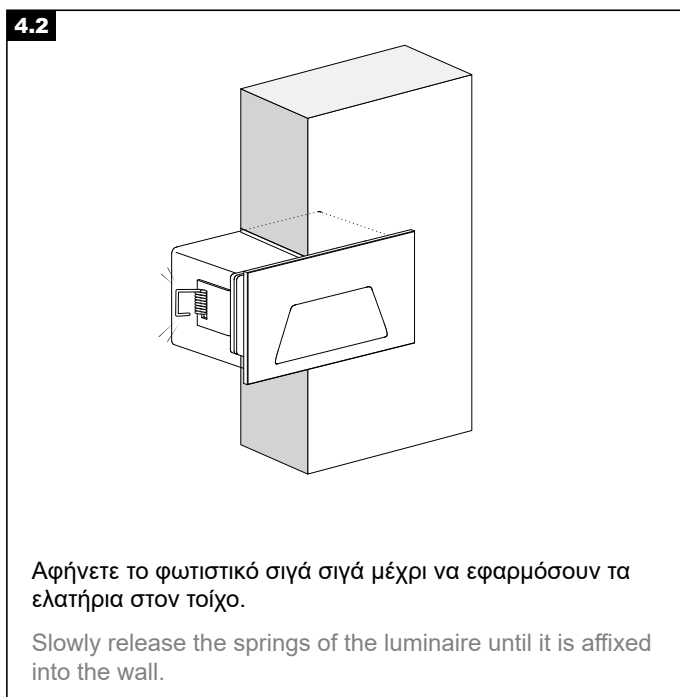 4.2
Αφήνετε το φωτιστικό σιγά σιγά μέχρι να εφαρμόσουν τα
ελατήρια στον τοίχο.
Slowly release the springs of the luminaire until it is affixed
into the wall.